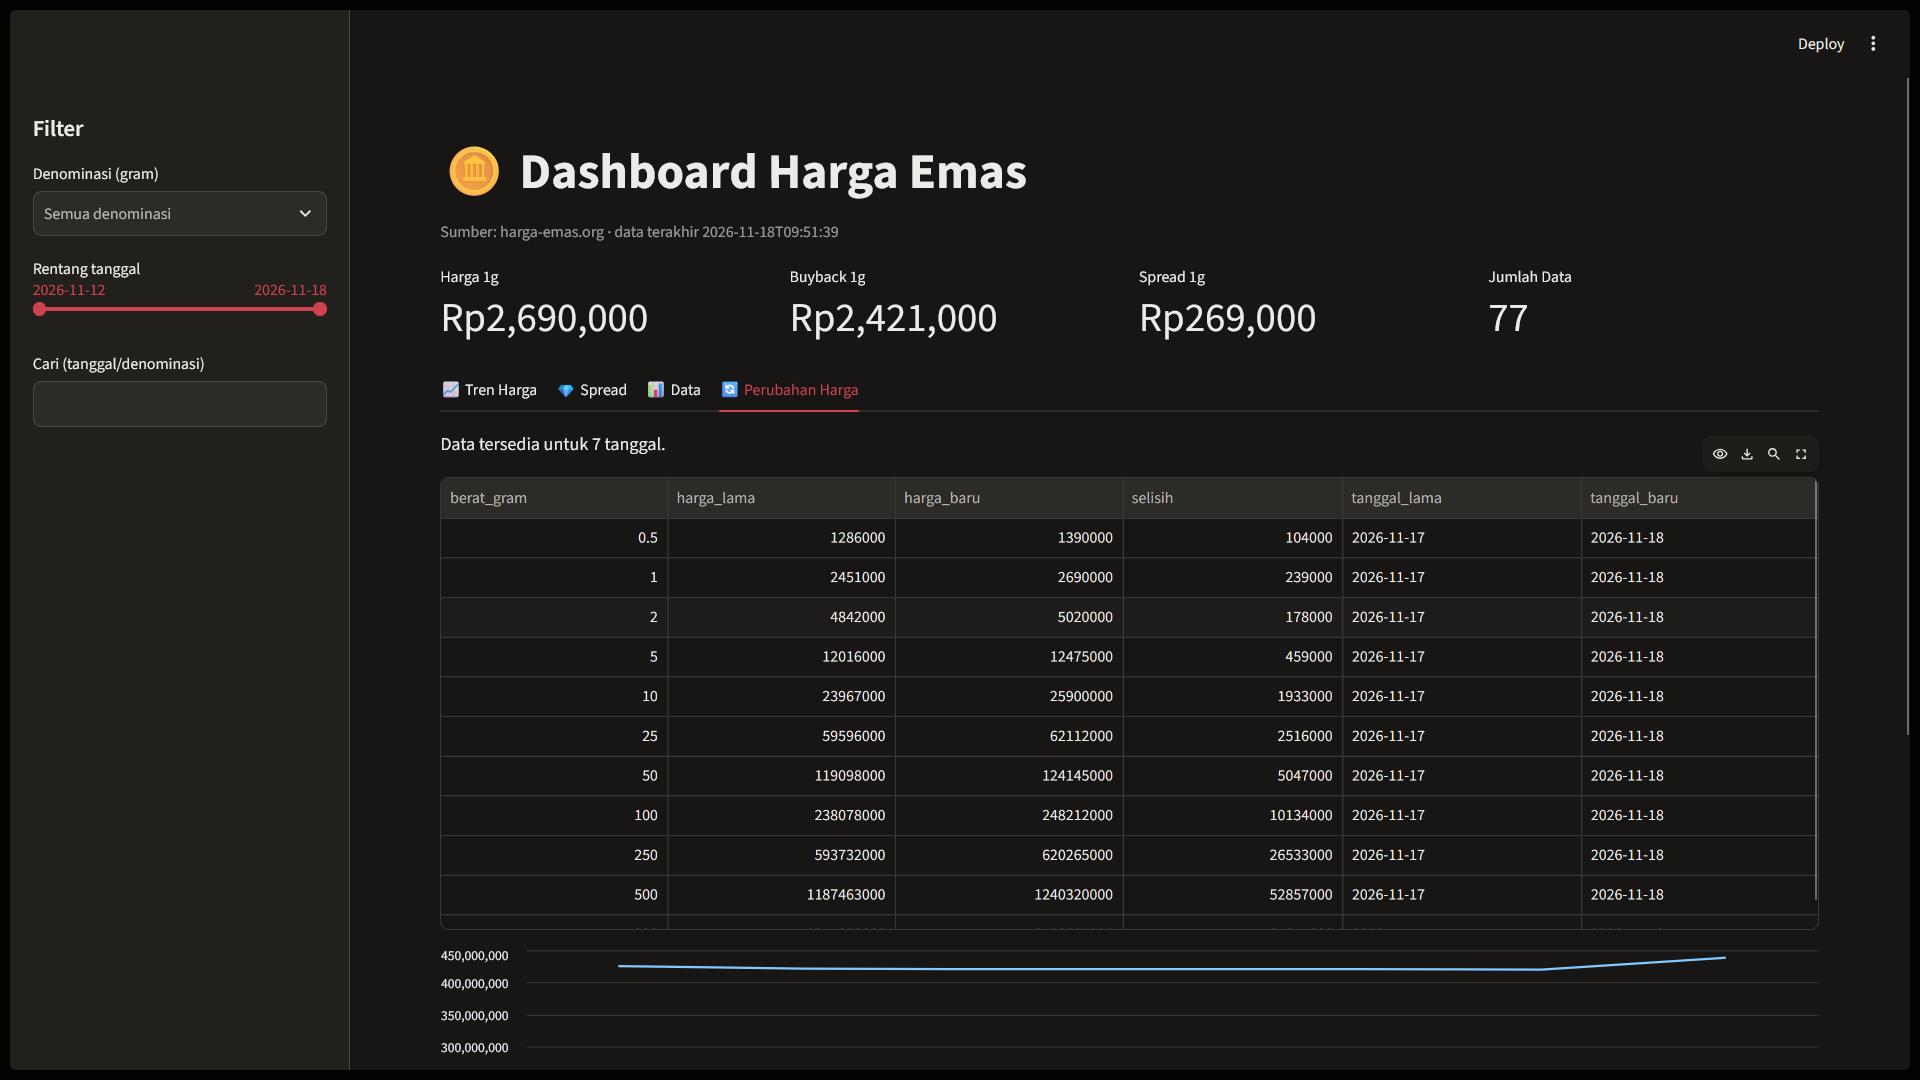 Deploy
Filter
Denominasi (gram)
Semua denominasi
Rentang tanggal
2026-11-12 2026-11-18
Cari (tanggal/denominasi)
Dashboard Harga Emas
Sumber: harga-emas.org · data terakhir 2026-11-18T09:51:39
Harga 1g Buyback 1g Spread 1g Jumlah Data
Rp2,690,000 Rp2,421,000 Rp269,000 77
Tren Harga Spread Data Perubahan Harga
Data tersedia untuk 7 tanggal.
berat_gram harga_lama harga_baru selisih tanggal_lama tanggal_baru
0.5 1286000 1390000 104000 2026-11-17 2026-11-18
1 2451000 2690000 239000 2026-11-17 2026-11-18
2 4842000 5020000 178000 2026-11-17 2026-11-18
5 12016000 12475000 459000 2026-11-17 2026-11-18
10 23967000 25900000 1933000 2026-11-17 2026-11-18
25 59596000 62112000 2516000 2026-11-17 2026-11-18
50 119098000 124145000 5047000 2026-11-17 2026-11-18
100 238078000 248212000 10134000 2026-11-17 2026-11-18
250 593732000 620265000 26533000 2026-11-17 2026-11-18
500 1187463000 1240320000 52857000 2026-11-17 2026-11-18
450,000,000
400,000,000
350,000,000
300,000,000